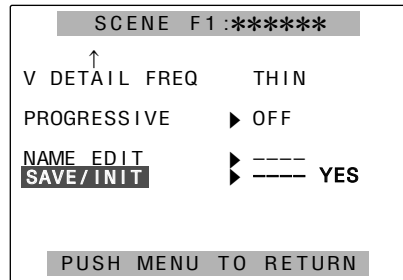 SCENE F1:******
↑
V DETAIL FREQ THIN
PROGRESSIVE ▶ OFF
NAME EDIT ▶ ----
SAVE/INIT ▶ ---- YES
PUSH MENU TO RETURN